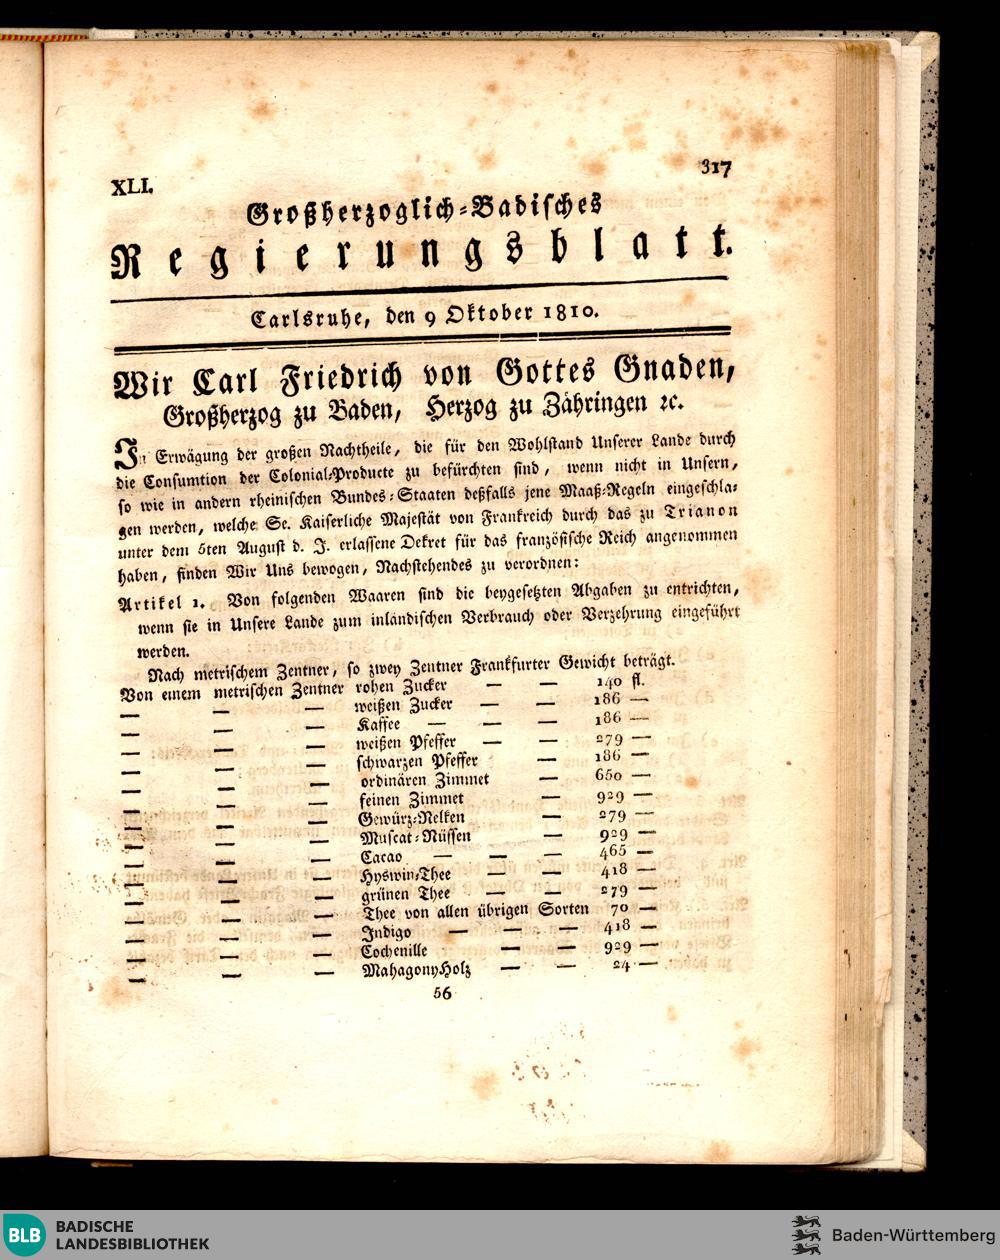 XLI.
317
Großherzoglich-Badisches
Regierungsblatt.
Carlsruhe, den 9 Oktober 1810.
Wir Carl Friedrich von Gottes Gnaden,
Großherzog zu Baden, Herzog zu Zähringen ꝛc.
In Erwägung der großen Nachtheile, die für den Wohlstand Unserer Lande durch
die Consumtion der Colonial-Producte zu befürchten sind, wenn nicht in Unsern,
so wie in andern rheinischen Bundes-Staaten deßfalls jene Maaß-Regeln eingeschla-
gen werden, welche Se. Kaiserliche Majestät von Frankreich durch das zu Trianon
unter dem 5ten August d. J. erlassene Dekret für das französische Reich angenommen
haben, finden Wir Uns bewogen, Nachstehendes zu verordnen:
Artikel 1. Von folgenden Waaren sind die beygesetzten Abgaben zu entrichten,
wenn sie in Unsere Lande zum inländischen Verbrauch oder Verzehrung eingeführt
werden.
Nach metrischem Zentner, so zwey Zentner Frankfurter Gewicht beträgt.
Von einem metrischen Zentner rohen Zucker — — 140 fl.
— — — weißen Zucker — — 186 —
— — — Kaffee — — 186 —
— — — weißen Pfeffer — — 279 —
— — — schwarzen Pfeffer — 186 —
— — — ordinären Zimmet — 650 —
— — — feinen Zimmet — 929 —
— — — Gewürz-Nelken — 279 —
— — — Muscat-Nüssen — 929 —
— — — Cacao — — — 465 —
— — — Hyswin-Thee — — 418 —
— — — grünen Thee — — 279 —
— — — Thee von allen übrigen Sorten 70 —
— — — Indigo — — — 418 —
— — — Cochenille — — 929 —
— — — MahagonyHolz — — 24 —
56
BLB
BADISCHE
LANDESBIBLIOTHEK
Baden-Württemberg